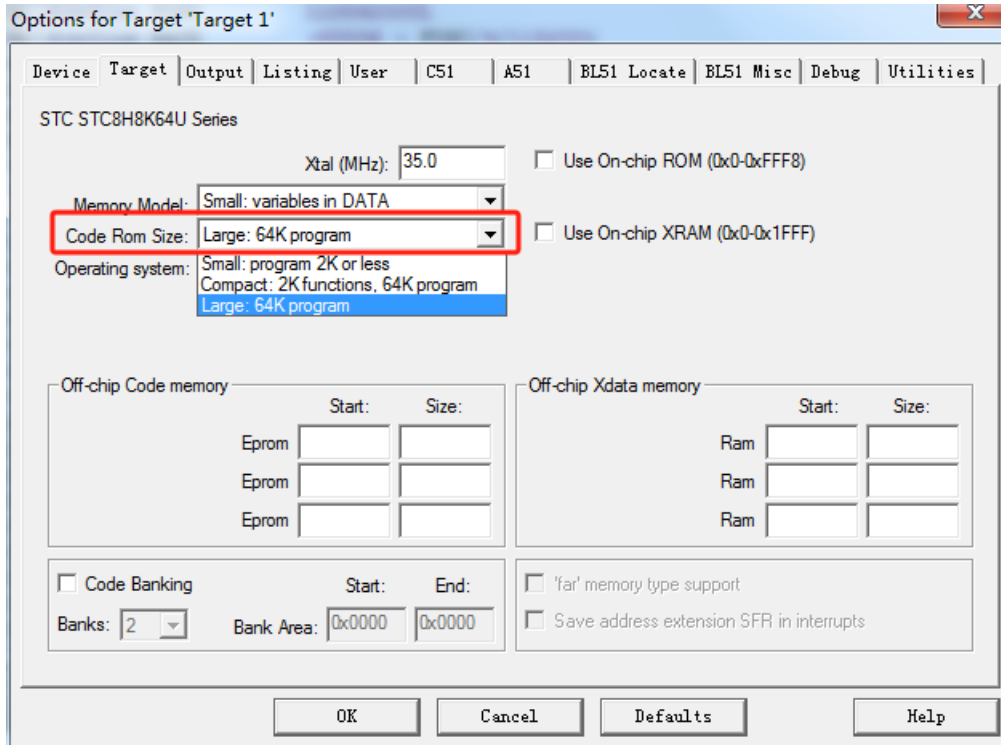 Options for Target 'Target 1'
Device Target Output Listing User C51 A51 BL51 Locate BL51 Misc Debug Utilities
STC STC8H8K64U Series
Xtal (MHz): 35.0 Use On-chip ROM (0x0-0xFFF8)
Memory Model: Small: variables in DATA
Code Rom Size: Large: 64K program Use On-chip XRAM (0x0-0x1FFF)
Operating system: Small: program 2K or less
Compact: 2K functions, 64K program
Large: 64K program
Off-chip Code memory Off-chip Xdata memory
Start: Size: Start: Size:
Eprom Ram
Eprom Ram
Eprom Ram
Code Banking Start: End: 'far' memory type support
Banks: 2 Bank Area: 0x0000 0x0000 Save address extension SFR in interrupts
OK Cancel Defaults Help